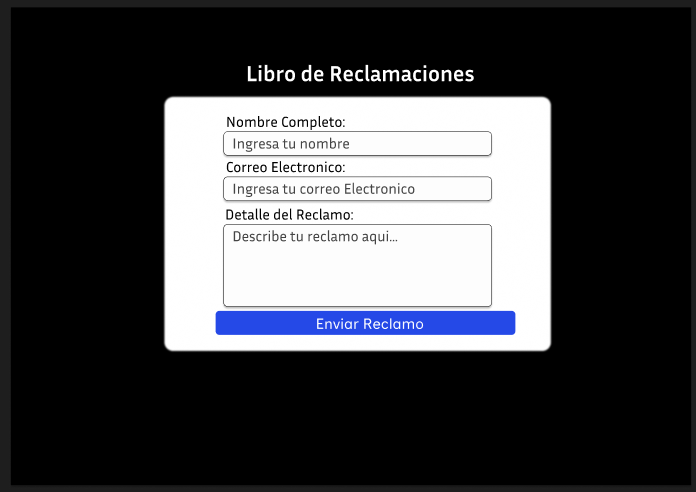 Libro de Reclamaciones
Nombre Completo:
Ingresa tu nombre
Correo Electronico:
Ingresa tu correo Electronico
Detalle del Reclamo:
Describe tu reclamo aqui...
Enviar Reclamo